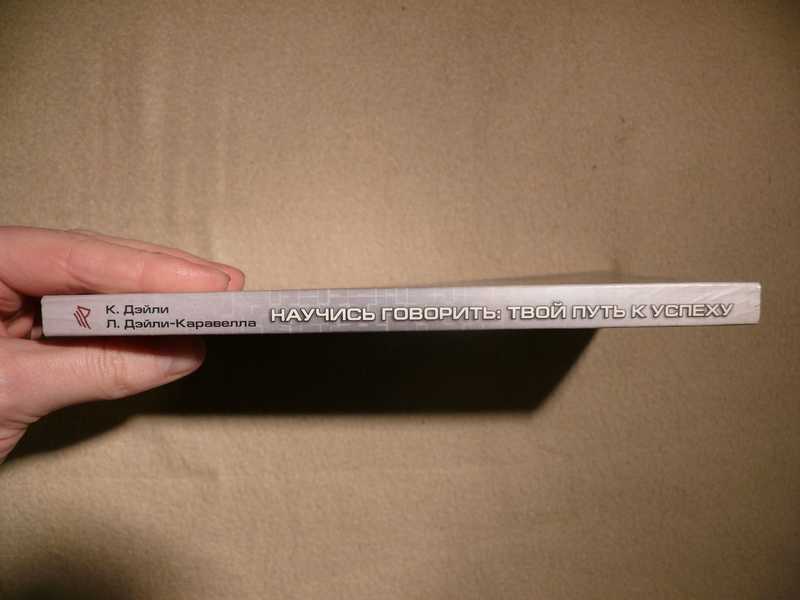 К. Дэйли
Л. Дэйли-Каравелла
НАУЧИСЬ ГОВОРИТЬ: ТВОЙ ПУТЬ К УСПЕХУ